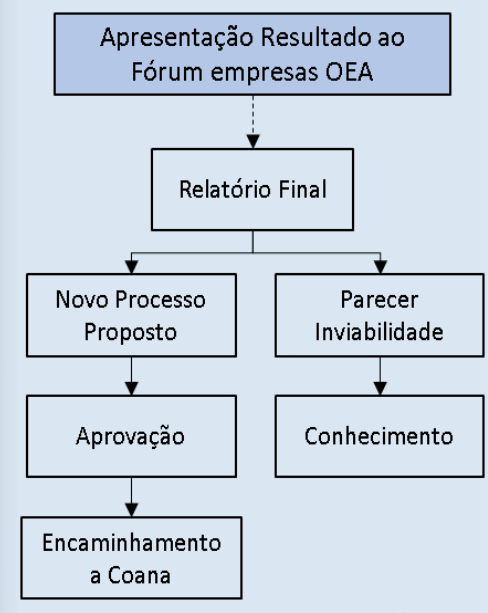 Apresentação Resultado ao
Fórum empresas OEA
Relatório Final
Novo Processo
Proposto
Parecer
Inviabilidade
Aprovação
Conhecimento
Encaminhamento
a Coana